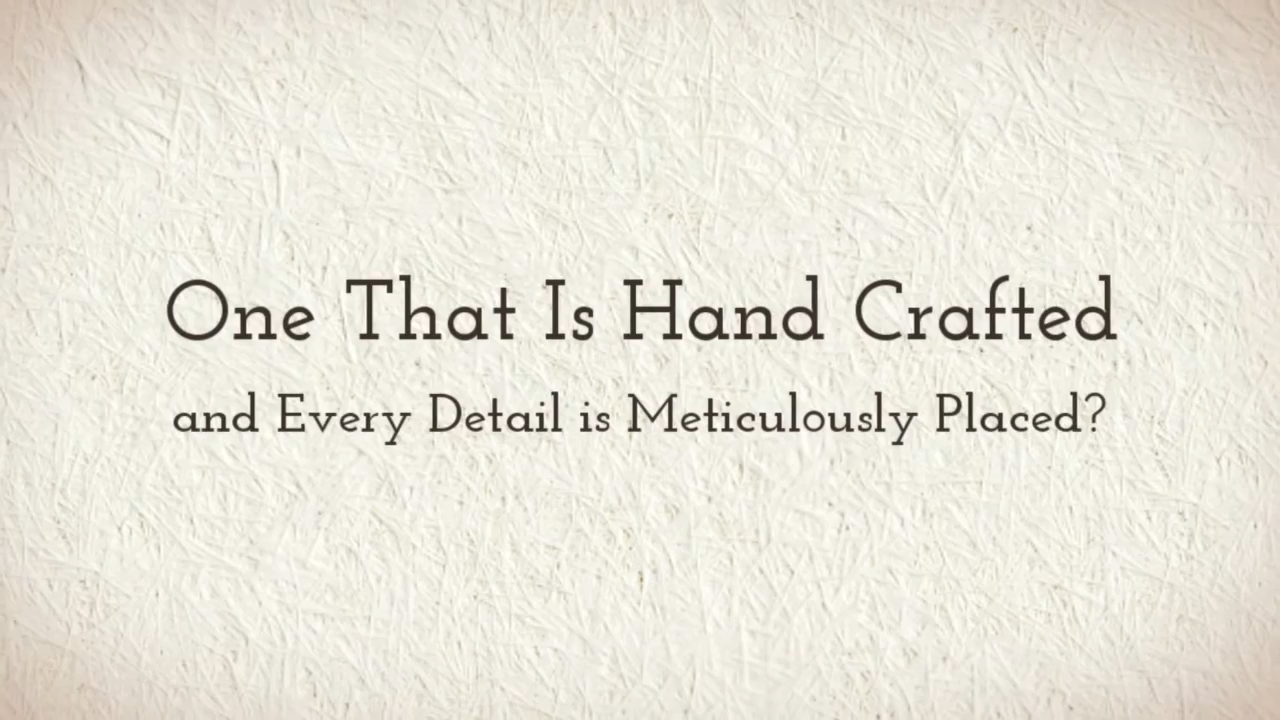 One That Is Hand Crafted
and Every Detail is Meticulously Placed?